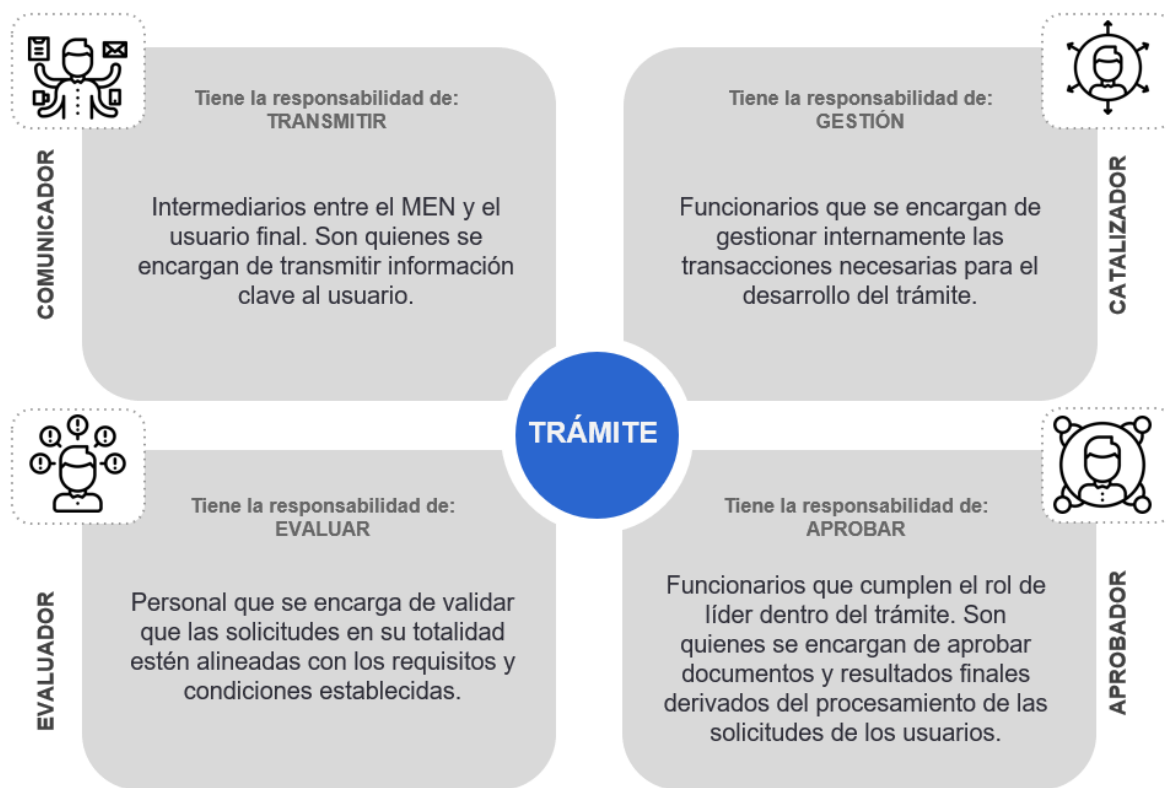 COMUNICADOR
Tiene la responsabilidad de:
TRANSMITIR
Intermediarios entre el MEN y el
usuario final. Son quienes se
encargan de transmitir información
clave al usuario.
Tiene la responsabilidad de:
GESTIÓN
Funcionarios que se encargan de
gestionar internamente las
transacciones necesarias para el
desarrollo del trámite.
CATALIZADOR
TRÁMITE
EVALUADOR
Tiene la responsabilidad de:
EVALUAR
Personal que se encarga de validar
que las solicitudes en su totalidad
estén alineadas con los requisitos y
condiciones establecidas.
Tiene la responsabilidad de:
APROBAR
Funcionarios que cumplen el rol de
líder dentro del trámite. Son
quienes se encargan de aprobar
documentos y resultados finales
derivados del procesamiento de las
solicitudes de los usuarios.
APROBADOR